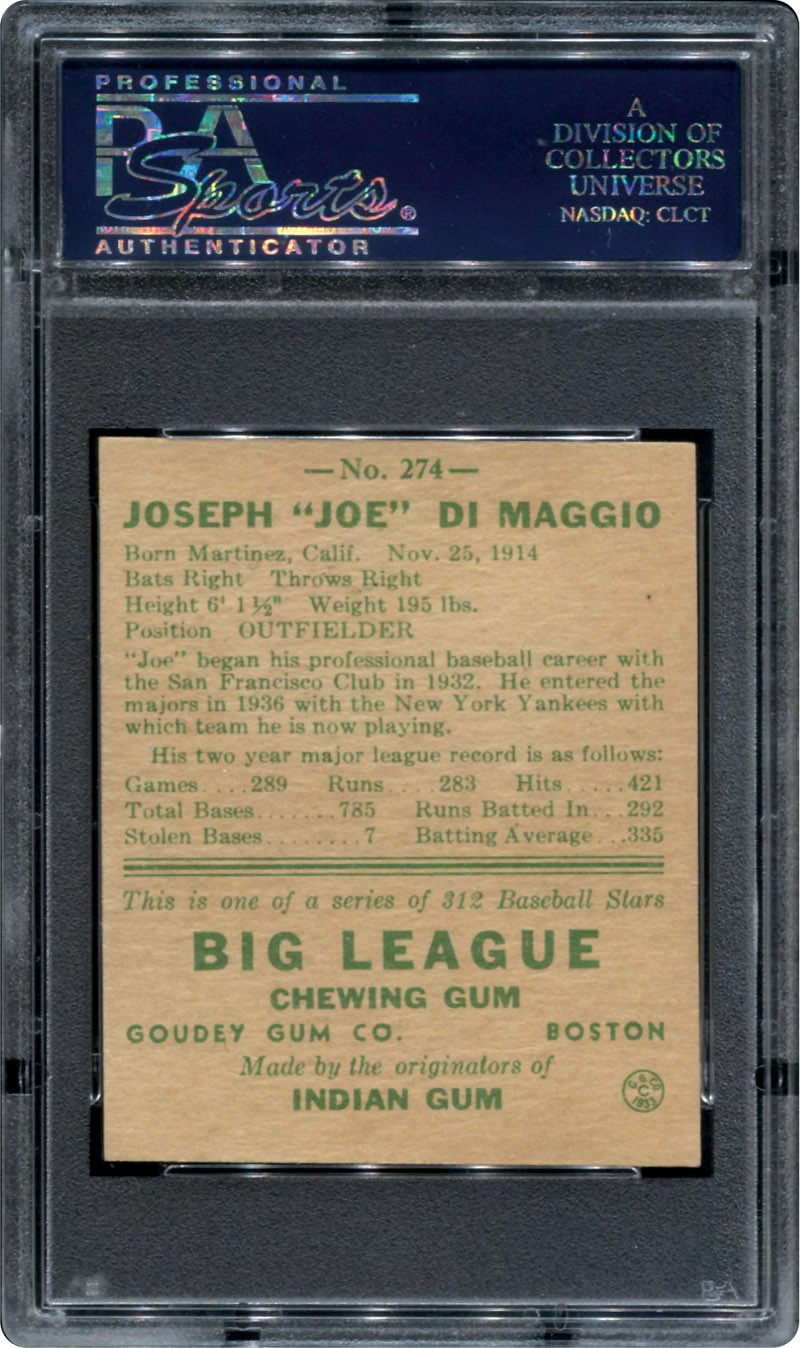 PROFESSIONAL
PSA
Sports®
AUTHENTICATOR
A
DIVISION OF
COLLECTORS
UNIVERSE
NASDAQ: CLCT
—No. 274—
JOSEPH "JOE" DI MAGGIO
Born Martinez, Calif. Nov. 25, 1914
Bats Right Throws Right
Height 6' 1½" Weight 195 lbs.
Position OUTFIELDER
"Joe" began his professional baseball career with
the San Francisco Club in 1932. He entered the
majors in 1936 with the New York Yankees with
which team he is now playing.
His two year major league record is as follows:
Games....289 Runs....283 Hits.....421
Total Bases.......785 Runs Batted In...292
Stolen Bases........7 Batting Average...335
This is one of a series of 312 Baseball Stars
BIG LEAGUE
CHEWING GUM
GOUDEY GUM CO. BOSTON
Made by the originators of
INDIAN GUM
G.G.CO.
C
1933
PSA